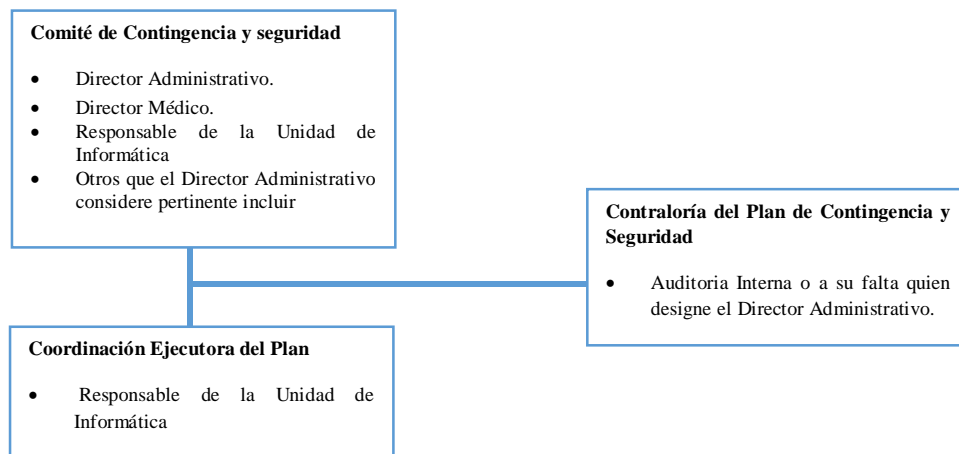 Comité de Contingencia y seguridad
• Director Administrativo.
• Director Médico.
• Responsable de la Unidad de
Informática
• Otros que el Director Administrativo
considere pertinente incluir
Contraloría del Plan de Contingencia y
Seguridad
• Auditoria Interna o a su falta quien
designe el Director Administrativo.
Coordinación Ejecutora del Plan
• Responsable de la Unidad de
Informática